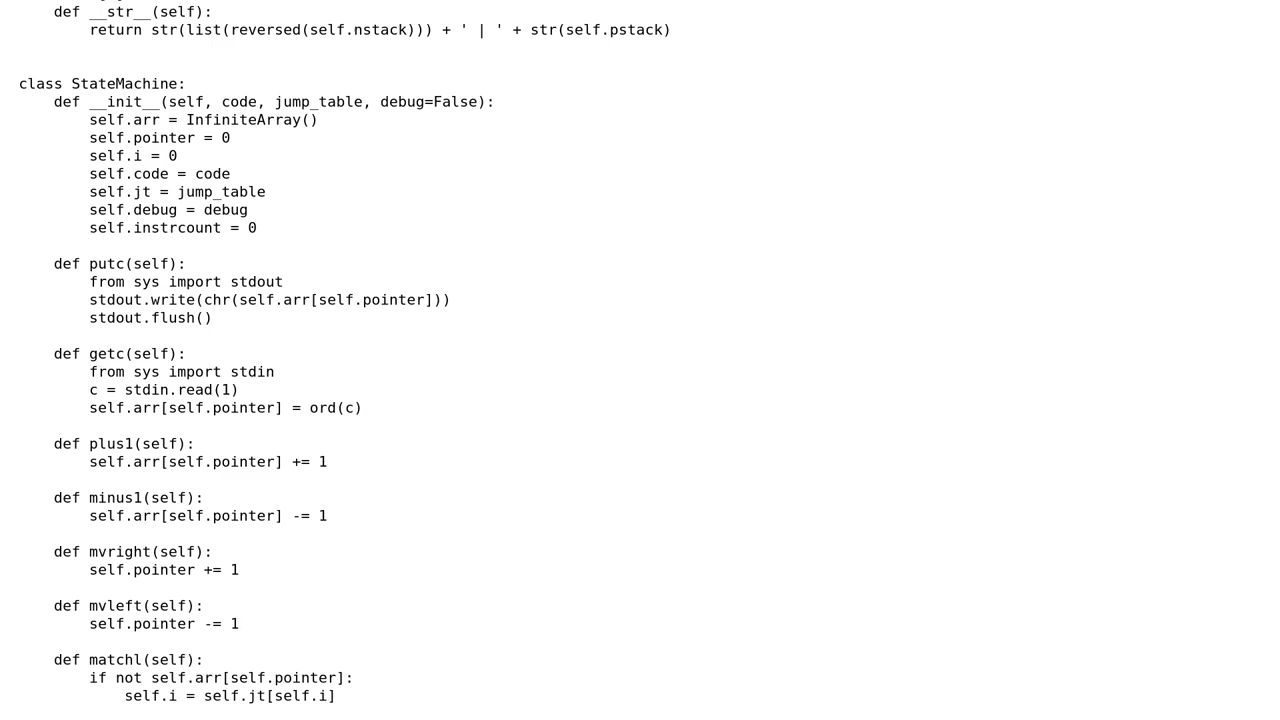 def __str__(self):
return str(list(reversed(self.nstack))) + ' | ' + str(self.pstack)
class StateMachine:
def __init__(self, code, jump_table, debug=False):
self.arr = InfiniteArray()
self.pointer = 0
self.i = 0
self.code = code
self.jt = jump_table
self.debug = debug
self.instrcount = 0
def putc(self):
from sys import stdout
stdout.write(chr(self.arr[self.pointer]))
stdout.flush()
def getc(self):
from sys import stdin
c = stdin.read(1)
self.arr[self.pointer] = ord(c)
def plus1(self):
self.arr[self.pointer] += 1
def minus1(self):
self.arr[self.pointer] -= 1
def mvright(self):
self.pointer += 1
def mvleft(self):
self.pointer -= 1
def matchl(self):
if not self.arr[self.pointer]:
self.i = self.jt[self.i]